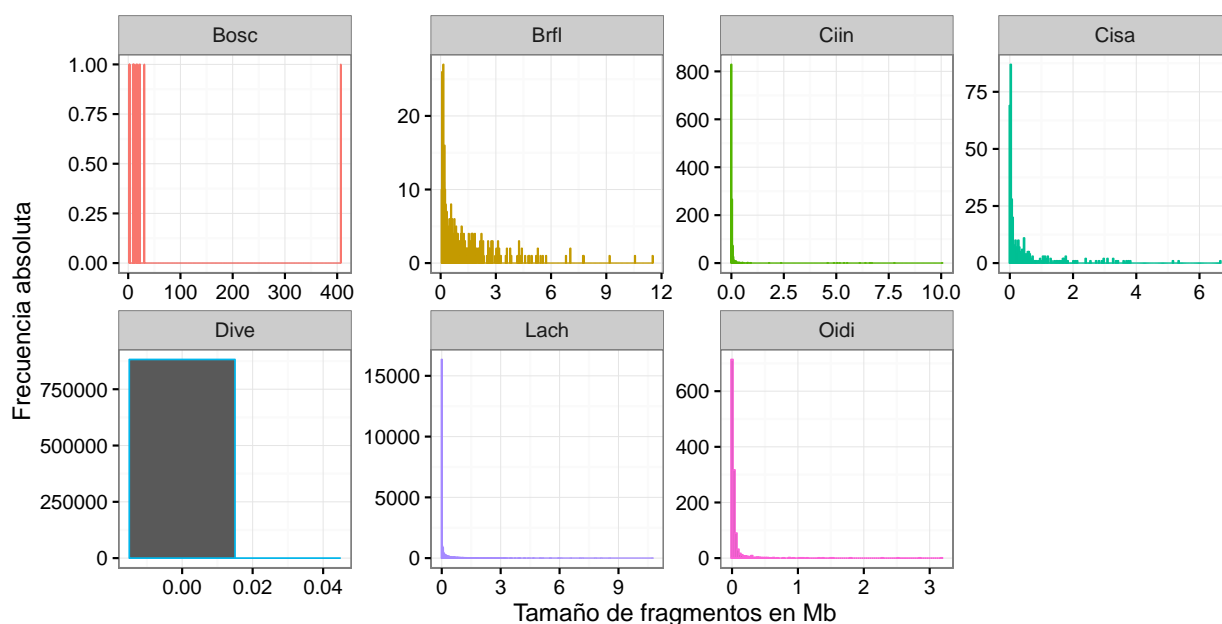 Bosc Brfl Ciin Cisa
1.00 0.75 0.50 0.25 0.00
0 100 200 300 400
20 10 0
0 3 6 9 12
800 600 400 200 0
0.0 2.5 5.0 7.5 10.0
75 50 25 0
0 2 4 6
Dive Lach Oidi
750000 500000 250000 0
0.00 0.02 0.04
15000 10000 5000 0
0 3 6 9
600 400 200 0
0 1 2 3
Frecuencia absoluta
Tamaño de fragmentos en Mb